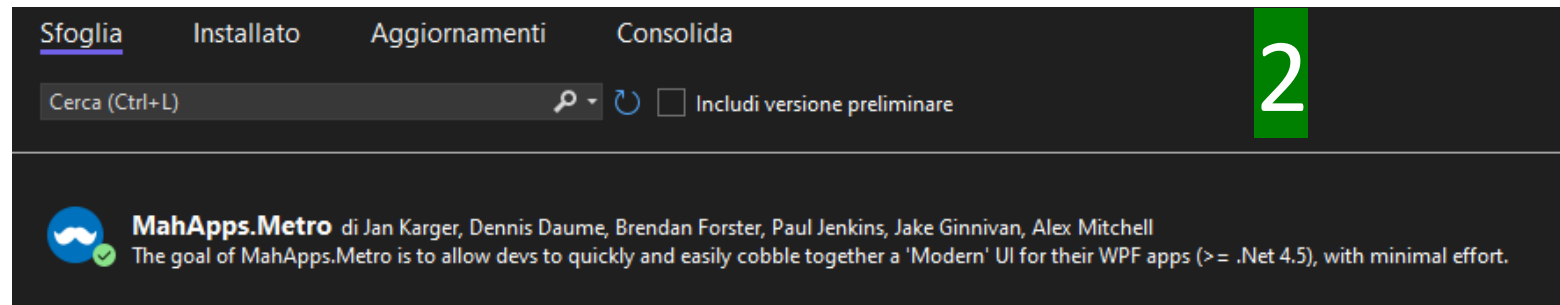 Sfoglia Installato Aggiornamenti Consolida
2
Cerca (Ctrl+L) Includi versione preliminare
MahApps.Metro di Jan Karger, Dennis Daume, Brendan Forster, Paul Jenkins, Jake Ginnivan, Alex Mitchell
The goal of MahApps.Metro is to allow devs to quickly and easily cobble together a 'Modern' UI for their WPF apps (>= .Net 4.5), with minimal effort.